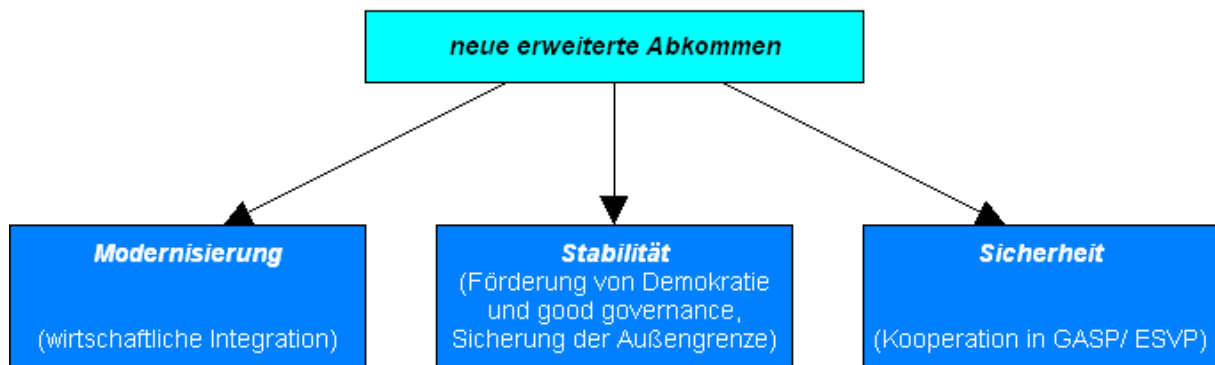 neue erweiterte Abkommen
Modernisierung
(wirtschaftliche Integration)
Stabilität
(Förderung von Demokratie
und good governance,
Sicherung der Außengrenze)
Sicherheit
(Kooperation in GASP/ ESVP)